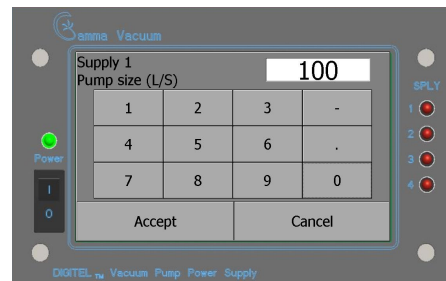 Gamma Vacuum
Supply 1
Pump size (L/S)
100
SPLY
1 2 3 -
4 5 6 .
7 8 9 0
Accept Cancel
Power
I
O
1
2
3
4
DIGITEL TM Vacuum Pump Power Supply